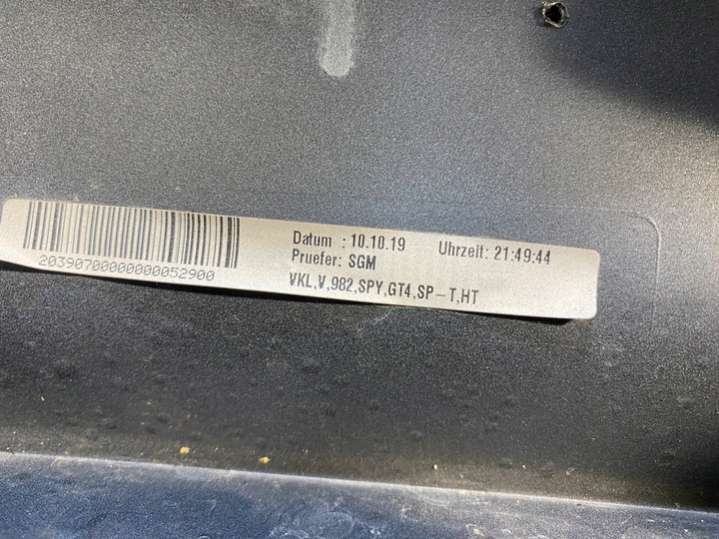 Datum : 10.10.19 Uhrzeit: 21:49:44
Pruefer: SGM
VKL,V,982,SPY,GT4,SP-T,HT
20390700000000052900